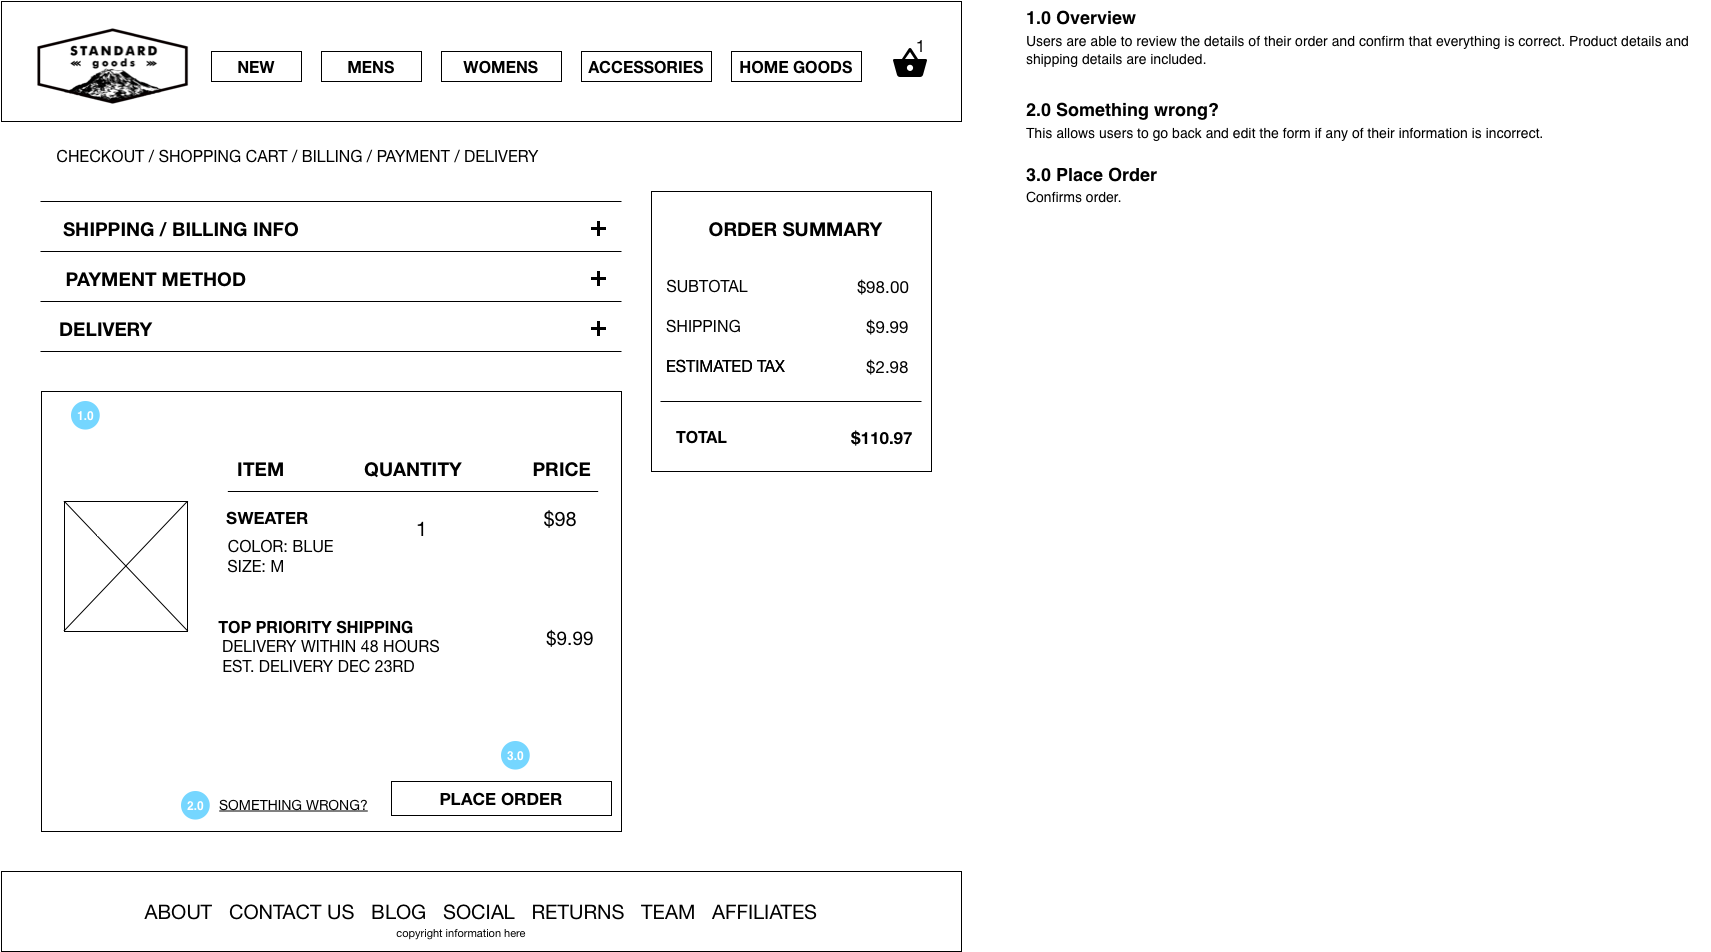 STANDARD
goods
NEW
MENS
WOMENS
ACCESSORIES
HOME GOODS
1
CHECKOUT / SHOPPING CART / BILLING / PAYMENT / DELIVERY
SHIPPING / BILLING INFO
+
PAYMENT METHOD
+
DELIVERY
+
ORDER SUMMARY
SUBTOTAL $98.00
SHIPPING $9.99
ESTIMATED TAX $2.98
TOTAL $110.97
1.0
ITEM QUANTITY PRICE
SWEATER 1 $98
COLOR: BLUE
SIZE: M
TOP PRIORITY SHIPPING
DELIVERY WITHIN 48 HOURS $9.99
EST. DELIVERY DEC 23RD
3.0
2.0
SOMETHING WRONG?
PLACE ORDER
ABOUT CONTACT US BLOG SOCIAL RETURNS TEAM AFFILIATES
copyright information here
1.0 Overview
Users are able to review the details of their order and confirm that everything is correct. Product details and
shipping details are included.
2.0 Something wrong?
This allows users to go back and edit the form if any of their information is incorrect.
3.0 Place Order
Confirms order.